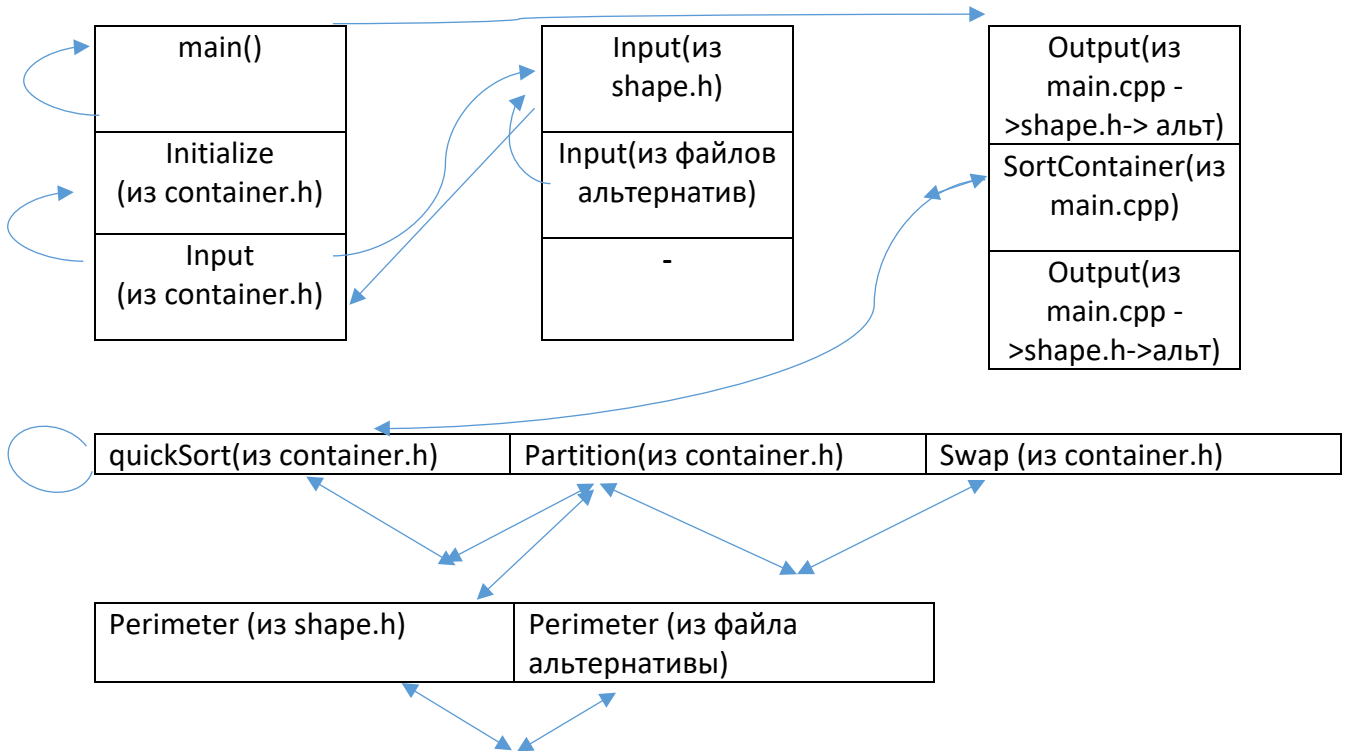 main()
Initialize
(из container.h)
Input
(из container.h)
Input(из
shape.h)
Input(из файлов
альтернатив)
-
Output(из
main.cpp -
>shape.h-> альт)
SortContainer(из
main.cpp)
Output(из
main.cpp -
>shape.h->альт)
quickSort(из container.h)
Partition(из container.h)
Swap (из container.h)
Perimeter (из shape.h)
Perimeter (из файла
альтернативы)